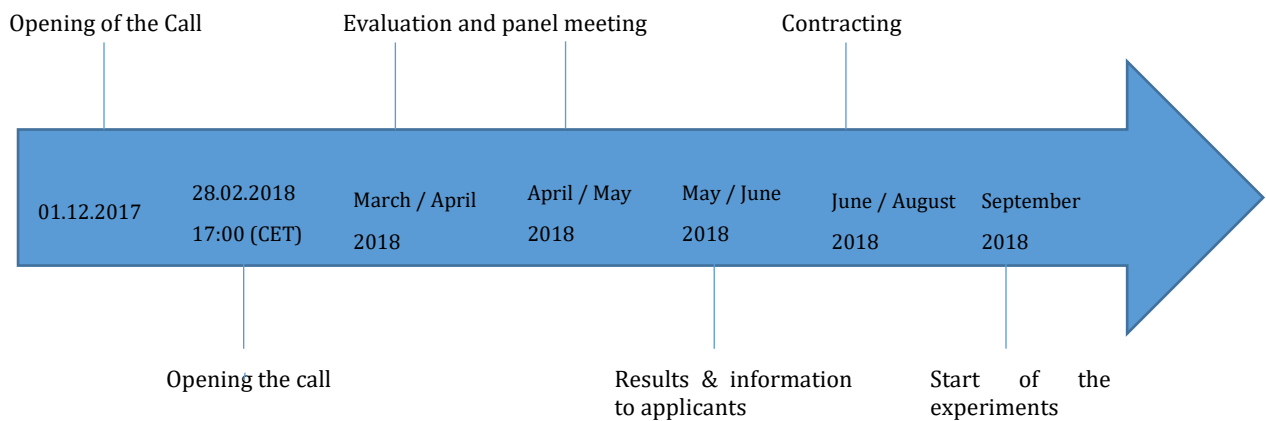 Opening of the Call
Evaluation and panel meeting
Contracting
01.12.2017
28.02.2018
17:00 (CET)
March / April
2018
April / May
2018
May / June
2018
June / August
2018
September
2018
Opening the call
Results & information
to applicants
Start of the
experiments